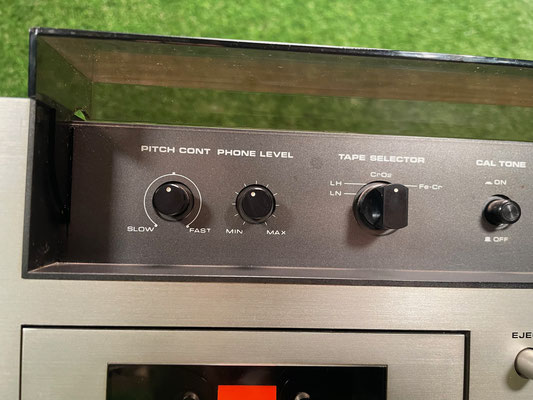 PITCH CONT PHONE LEVEL TAPE SELECTOR CAL TONE
CrO2
LH Fe-Cr ON
LN
SLOW FAST MIN MAX OFF
EJE